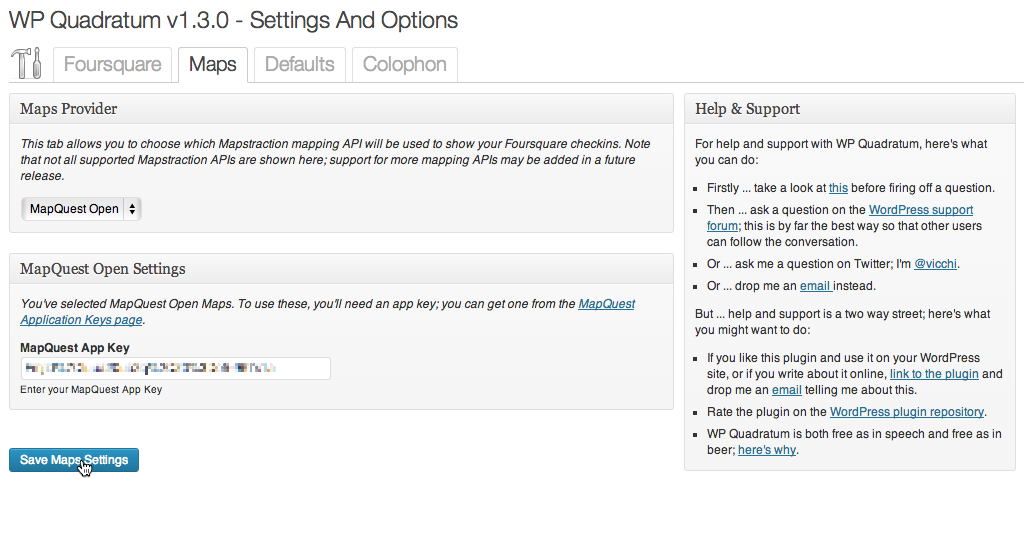 WP Quadratum v1.3.0 - Settings And Options
Foursquare
Maps
Defaults
Colophon
Maps Provider
This tab allows you to choose which Mapstraction mapping API will be used to show your Foursquare checkins. Note
that not all supported Mapstraction APIs are shown here; support for more mapping APIs may be added in a future
release.
MapQuest Open
MapQuest Open Settings
You've selected MapQuest Open Maps. To use these, you'll need an app key; you can get one from the MapQuest
Application Keys page.
MapQuest App Key
Enter your MapQuest App Key
Save Maps Settings
Help & Support
For help and support with WP Quadratum, here's what
you can do:
Firstly ... take a look at this before firing off a question.
Then ... ask a question on the WordPress support
forum; this is by far the best way so that other users
can follow the conversation.
Or ... ask me a question on Twitter; I'm @vicchi.
Or ... drop me an email instead.
But ... help and support is a two way street; here's what
you might want to do:
If you like this plugin and use it on your WordPress
site, or if you write about it online, link to the plugin and
drop me an email telling me about this.
Rate the plugin on the WordPress plugin repository.
WP Quadratum is both free as in speech and free as in
beer; here's why.